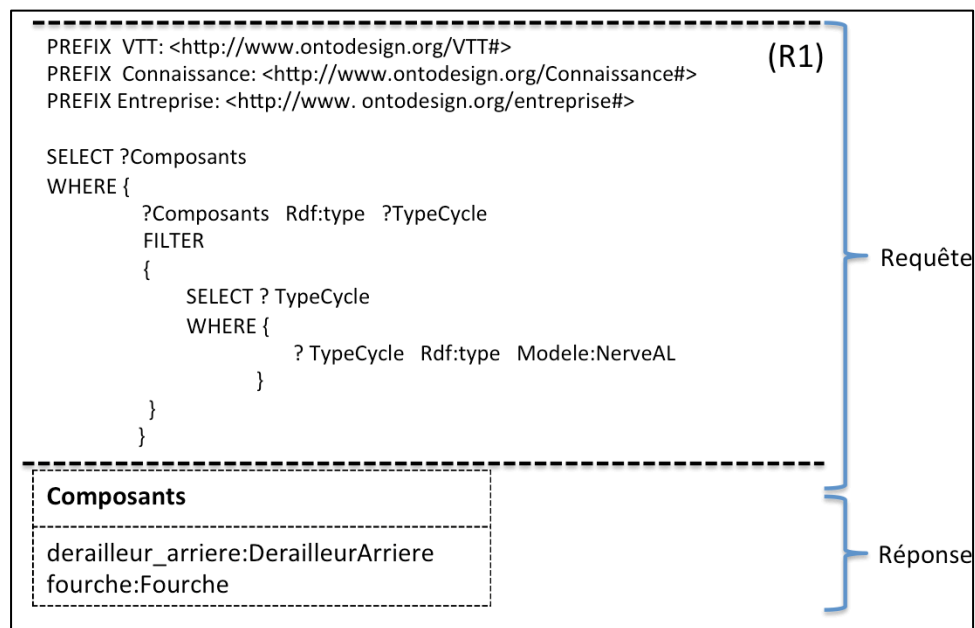 PREFIX VTT: <http://www.ontodesign.org/VTT#>
(R1)
PREFIX Connaissance: <http://www.ontodesign.org/Connaissance#>
PREFIX Entreprise: <http://www. ontodesign.org/entreprise#>
SELECT ?Composants
WHERE {
?Composants Rdf:type ?TypeCycle
FILTER
{
SELECT ? TypeCycle
WHERE {
? TypeCycle Rdf:type Modele:NerveAL
}
}
}
Requête
Composants
derailleur_arriere:DerailleurArriere
fourche:Fourche
Réponse